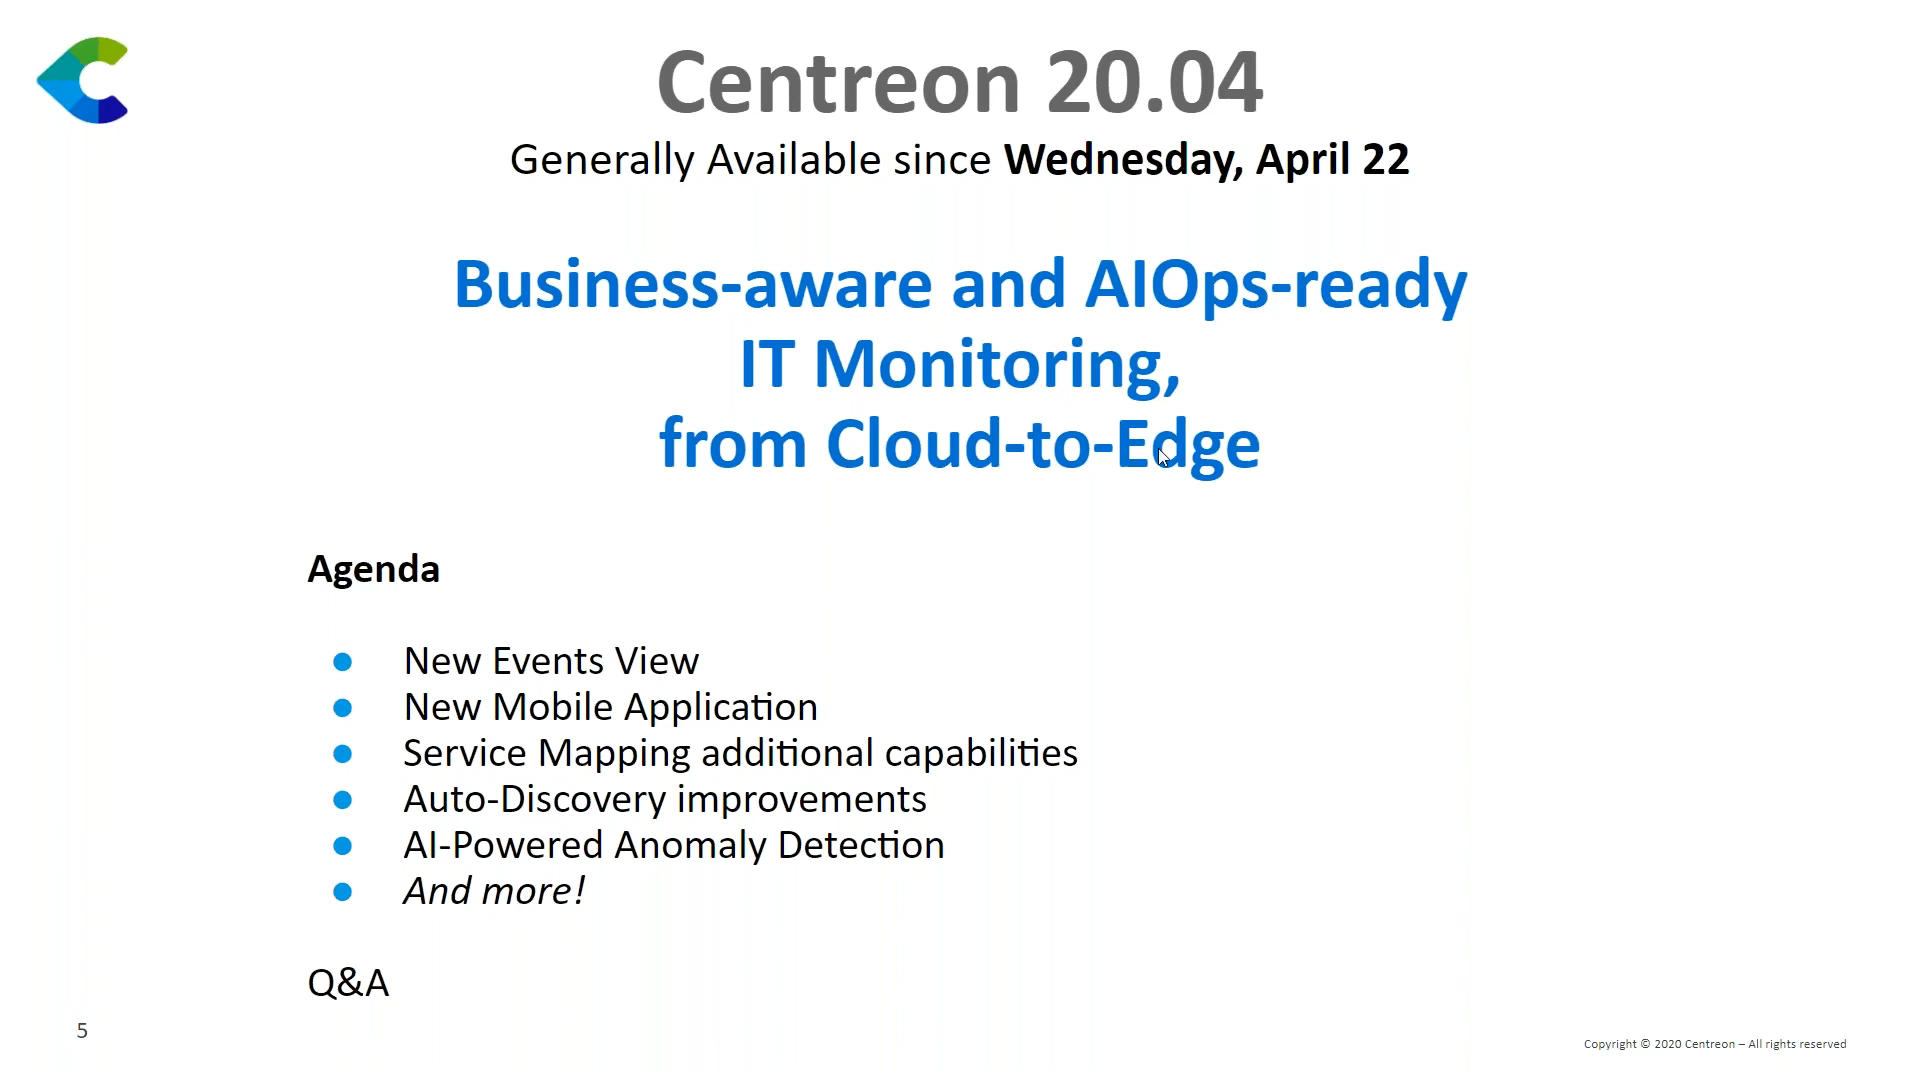 Centreon 20.04
Generally Available since Wednesday, April 22
Business-aware and AIOps-ready
IT Monitoring,
from Cloud-to-Edge
Agenda
● New Events View
● New Mobile Application
● Service Mapping additional capabilities
● Auto-Discovery improvements
● AI-Powered Anomaly Detection
● And more!
Q&A
5
Copyright © 2020 Centreon – All rights reserved